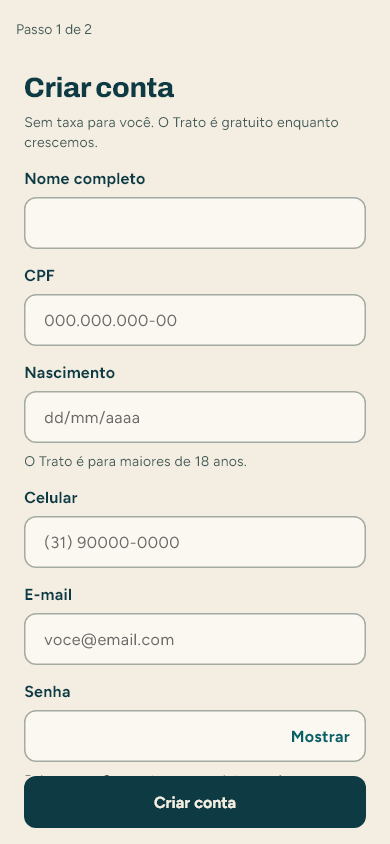 Passo 1 de 2
Criar conta
Sem taxa para você. O Trato é gratuito enquanto
crescemos.
Nome completo
CPF
000.000.000-00
Nascimento
dd/mm/aaaa
O Trato é para maiores de 18 anos.
Celular
(31) 90000-0000
E-mail
voce@email.com
Senha
Mostrar
Criar conta